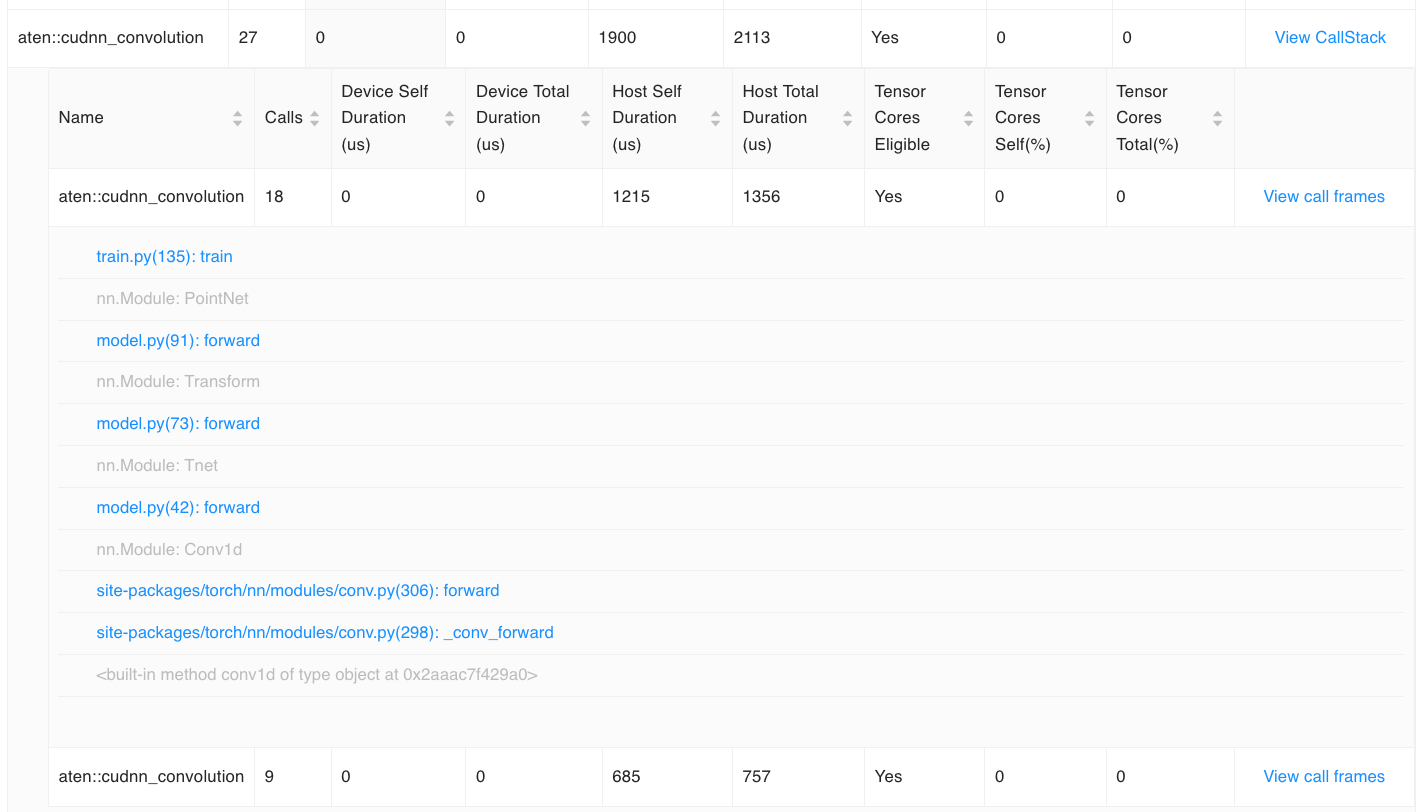 aten::cudnn_convolution 27 0 0 1900 2113 Yes 0 0 View CallStack
Name Calls Device Self Duration (us) Device Total Duration (us) Host Self Duration (us) Host Total Duration (us) Tensor Cores Eligible Tensor Cores Self(%) Tensor Cores Total(%)
aten::cudnn_convolution 18 0 0 1215 1356 Yes 0 0 View call frames
train.py(135): train
nn.Module: PointNet
model.py(91): forward
nn.Module: Transform
model.py(73): forward
nn.Module: Tnet
model.py(42): forward
nn.Module: Conv1d
site-packages/torch/nn/modules/conv.py(306): forward
site-packages/torch/nn/modules/conv.py(298): _conv_forward
<built-in method conv1d of type object at 0x2aaac7f429a0>
aten::cudnn_convolution 9 0 0 685 757 Yes 0 0 View call frames